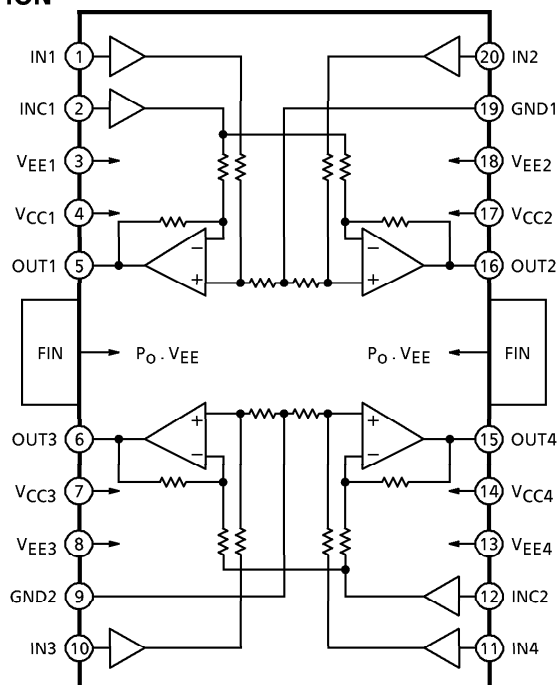 IN1 1 20 IN2
INC1 2 19 GND1
VEE1 3 18 VEE2
VCC1 4 17 VCC2
OUT1 5 − + − + 16 OUT2
FIN PO . VEE PO . VEE FIN
OUT3 6 + − + − 15 OUT4
VCC3 7 14 VCC4
VEE3 8 13 VEE4
GND2 9 12 INC2
IN3 10 11 IN4